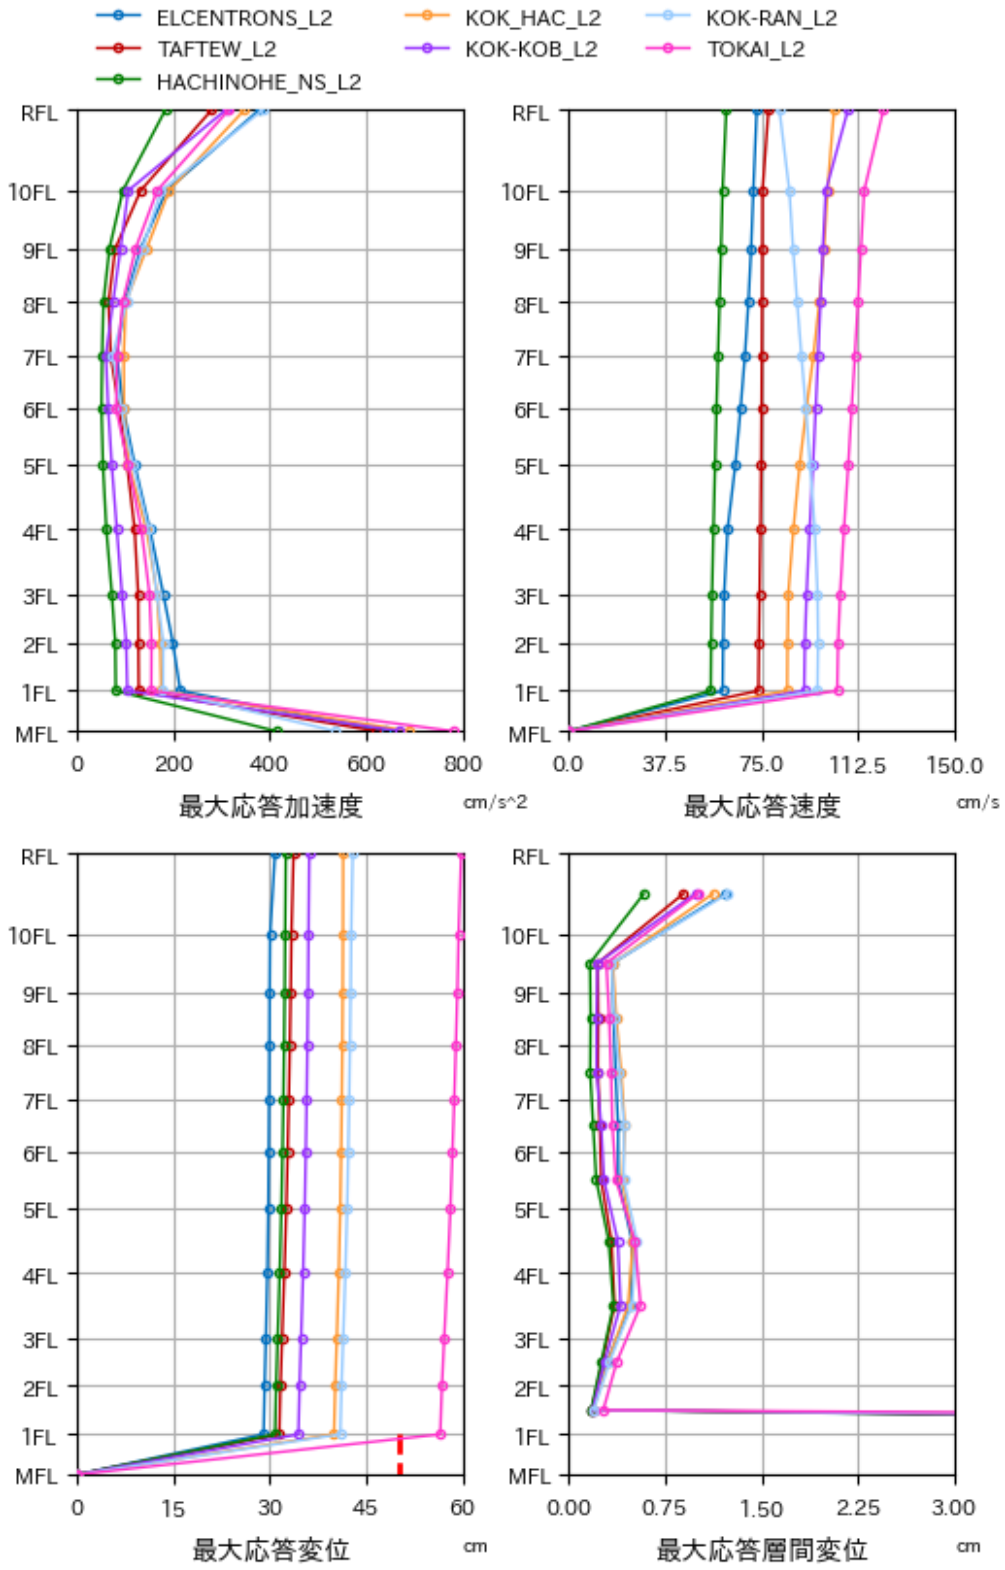 ELCENTRONS_L2 KOK_HAC_L2 KOK-RAN_L2
TAFTEW_L2 KOK-KOB_L2 TOKAI_L2
HACHINOHE_NS_L2
RFL
10FL
9FL
8FL
7FL
6FL
5FL
4FL
3FL
2FL
1FL
MFL
0 200 400 600 800
最大応答加速度 cm/s^2
RFL
10FL
9FL
8FL
7FL
6FL
5FL
4FL
3FL
2FL
1FL
MFL
0.0 37.5 75.0 112.5 150.0
最大応答速度 cm/s
RFL
10FL
9FL
8FL
7FL
6FL
5FL
4FL
3FL
2FL
1FL
MFL
0 15 30 45 60
最大応答変位 cm
RFL
10FL
9FL
8FL
7FL
6FL
5FL
4FL
3FL
2FL
1FL
MFL
0.00 0.75 1.50 2.25 3.00
最大応答層間変位 cm